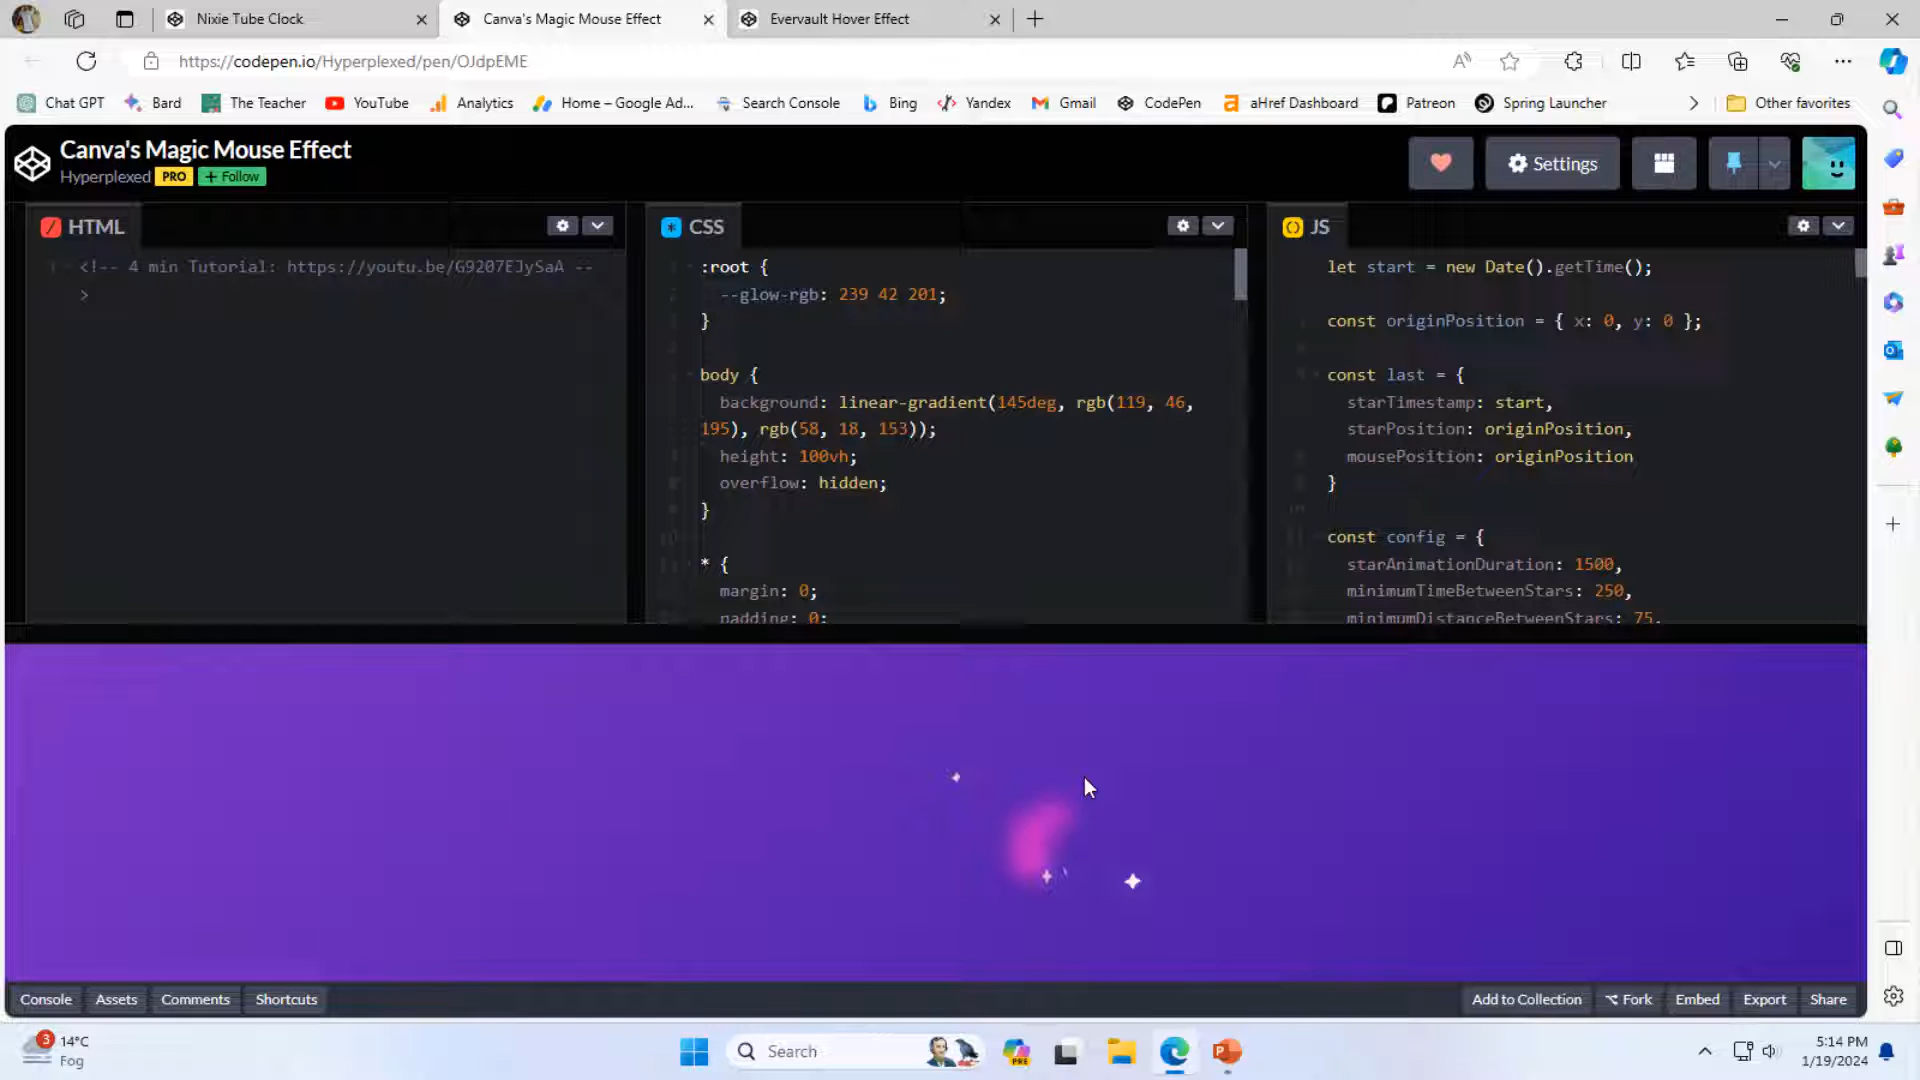 Nixie Tube Clock
Canva's Magic Mouse Effect
Evervault Hover Effect
https://codepen.io/Hyperplexed/pen/OJdpEME
Chat GPT
Bard
The Teacher
YouTube
Analytics
Home – Google Ad...
Search Console
Bing
Yandex
Gmail
CodePen
aHref Dashboard
Patreon
Spring Launcher
Other favorites
Canva's Magic Mouse Effect
Hyperplexed PRO + Follow
Settings
HTML
<!-- 4 min Tutorial: https://youtu.be/G9207EJySaA --
>
CSS
:root {
--glow-rgb: 239 42 201;
}
body {
background: linear-gradient(145deg, rgb(119, 46,
195), rgb(58, 18, 153));
height: 100vh;
overflow: hidden;
}
* {
margin: 0;
padding: 0;
JS
let start = new Date().getTime();
const originPosition = { x: 0, y: 0 };
const last = {
starTimestamp: start,
starPosition: originPosition,
mousePosition: originPosition
}
const config = {
starAnimationDuration: 1500,
minimumTimeBetweenStars: 250,
minimumDistanceBetweenStars: 75,
Console
Assets
Comments
Shortcuts
Add to Collection
Fork
Embed
Export
Share
3
14°C
Fog
Search
PRE
5:14 PM
1/19/2024